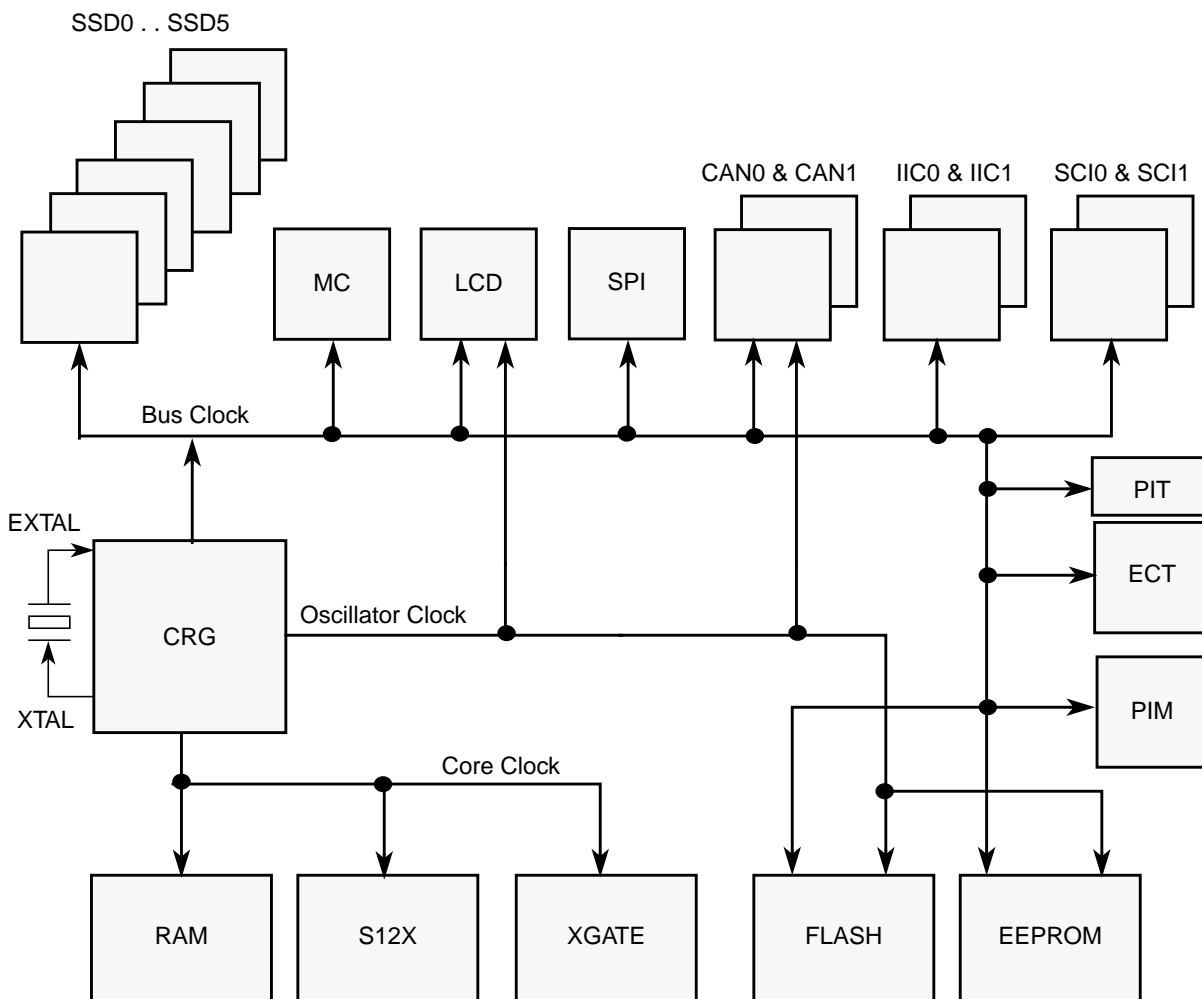 SSD0 . . SSD5
CAN0 & CAN1
IIC0 & IIC1
SCI0 & SCI1
MC
LCD
SPI
Bus Clock
PIT
EXTAL
ECT
Oscillator Clock
CRG
XTAL
PIM
Core Clock
RAM
S12X
XGATE
FLASH
EEPROM